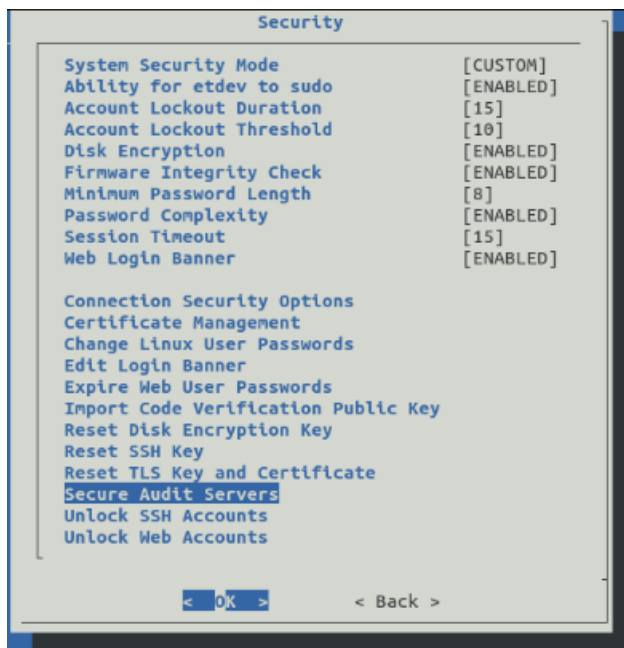 Security
System Security Mode [CUSTOM]
Ability for etdev to sudo [ENABLED]
Account Lockout Duration [15]
Account Lockout Threshold [10]
Disk Encryption [ENABLED]
Firmware Integrity Check [ENABLED]
Minimum Password Length [8]
Password Complexity [ENABLED]
Session Timeout [15]
Web Login Banner [ENABLED]
Connection Security Options
Certificate Management
Change Linux User Passwords
Edit Login Banner
Expire Web User Passwords
Import Code Verification Public Key
Reset Disk Encryption Key
Reset SSH Key
Reset TLS Key and Certificate
Secure Audit Servers
Unlock SSH Accounts
Unlock Web Accounts
< OK > < Back >